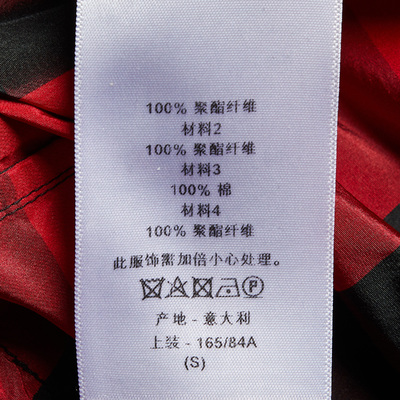 100% 聚酯纤维
材料2
100% 聚酯纤维
材料3
100% 棉
材料4
100% 聚酯纤维
此服饰需加倍小心处理。
P
产地 - 意大利
上装 - 165/84A
(S)